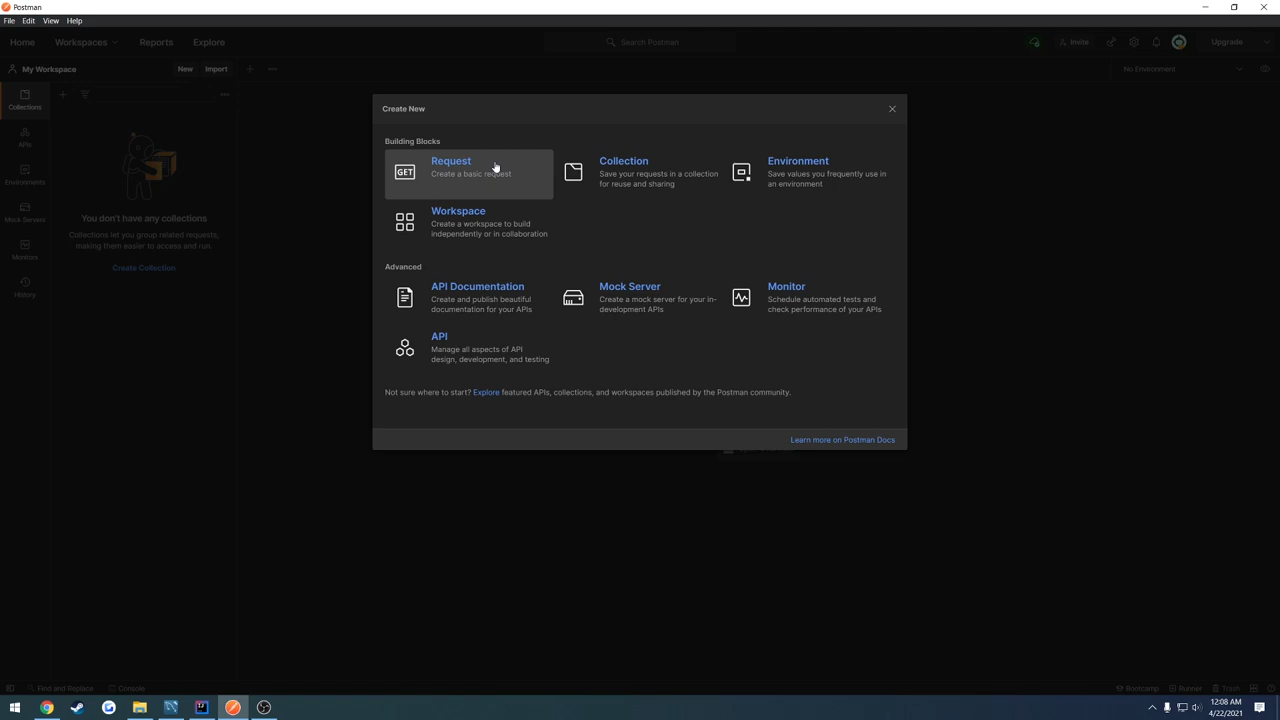 Postman
File Edit View Help
Home Workspaces Reports Explore
Search Postman
Invite
Upgrade
My Workspace
New Import
No Environment
Collections
APIs
Environments
Mock Servers
Monitors
History
You don't have any collections
Collections let you group related requests,
making them easier to access and run.
Create Collection
Create New
Building Blocks
GET
Request
Create a basic request
Collection
Save your requests in a collection
for reuse and sharing
Environment
Save values you frequently use in
an environment
Workspace
Create a workspace to build
independently or in collaboration
Advanced
API Documentation
Create and publish beautiful
documentation for your APIs
Mock Server
Create a mock server for your in-
development APIs
Monitor
Schedule automated tests and
check performance of your APIs
API
Manage all aspects of API
design, development, and testing
Not sure where to start? Explore featured APIs, collections, and workspaces published by the Postman community.
Learn more on Postman Docs
Find and Replace Console
Bootcamp Runner Trash
12:08 AM
4/22/2021